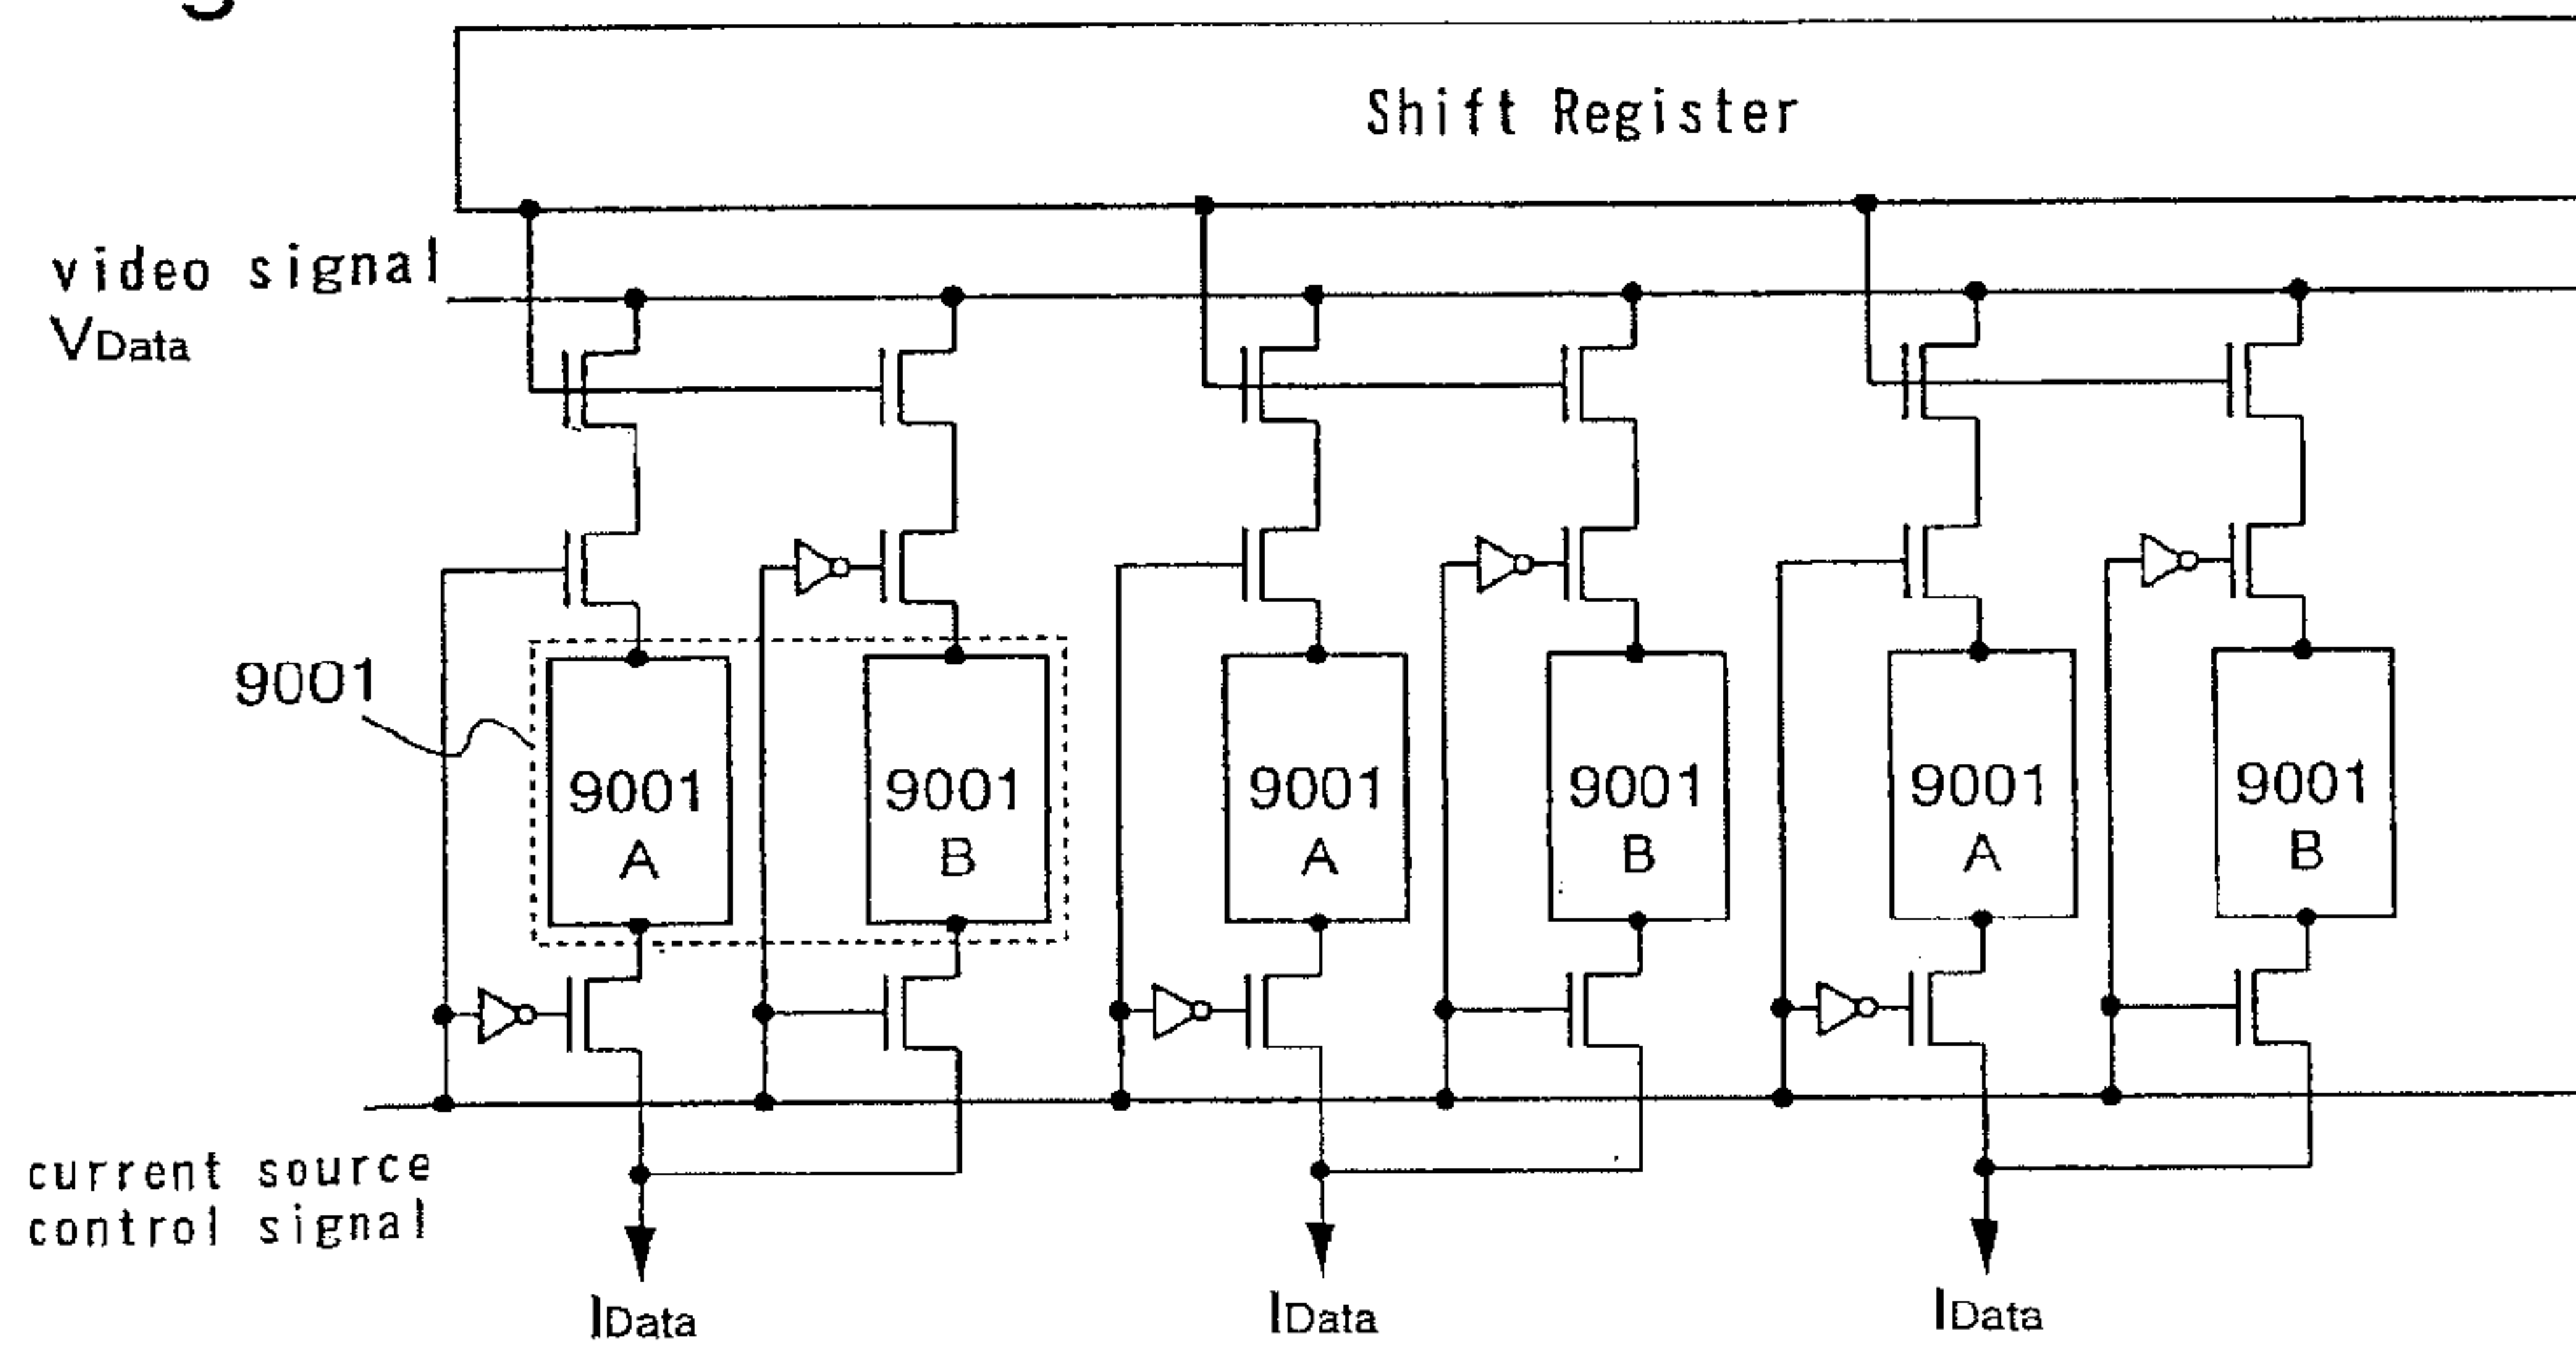 Shift Register
video signal
VData
9001
9001
A
9001
B
9001
A
9001
B
9001
A
9001
B
current source
control signal
IData
IData
IData